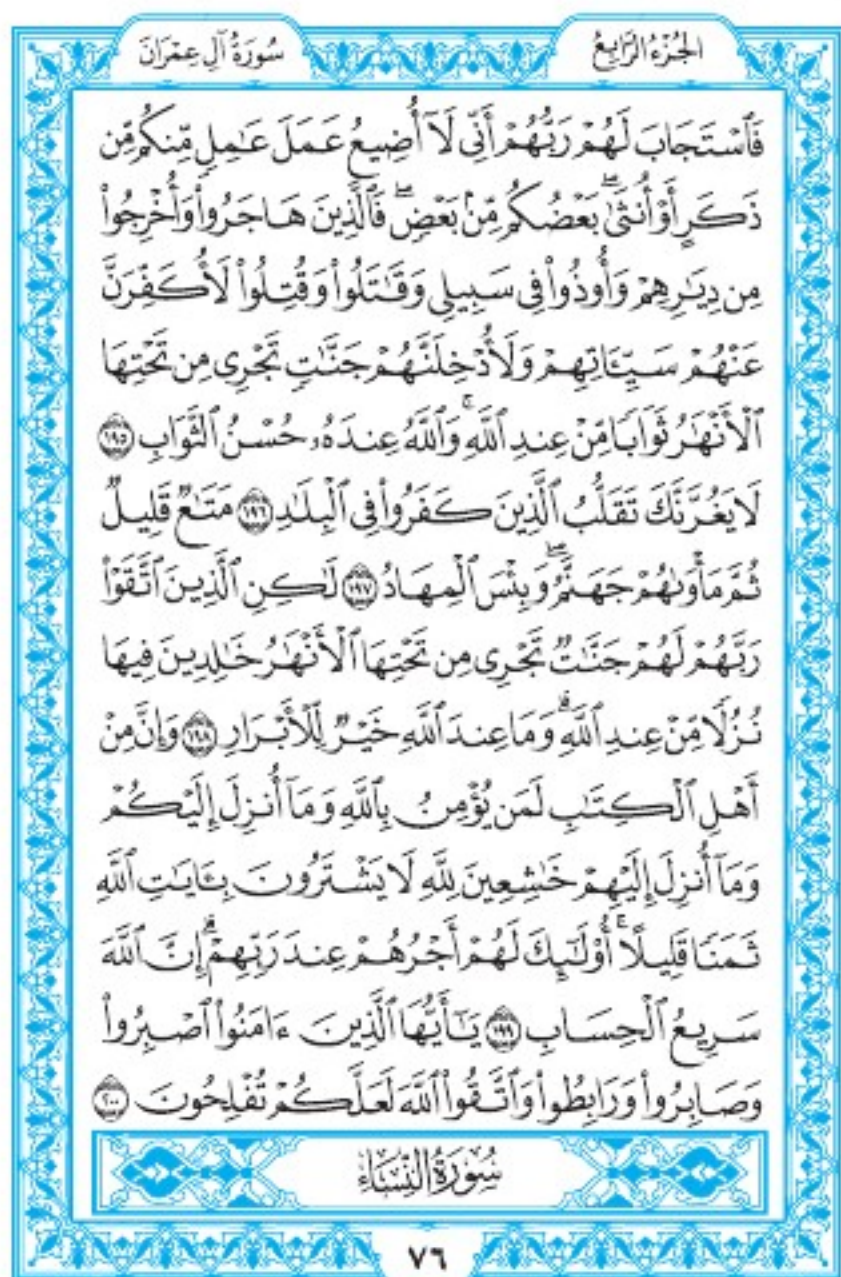 الجُزْءُ الرَّابِعُ
سُورَةُ آلِ عِمْرَانَ
فَٱسْتَجَابَ لَهُمْ رَبُّهُمْ أَنِّى لَآ أُضِيعُ عَمَلَ عَٰمِلٍ مِّنكُم مِّن
ذَكَرٍ أَوْ أُنثَىٰۖ بَعْضُكُم مِّنۢ بَعْضٍۖ فَٱلَّذِينَ هَاجَرُوا۟ وَأُخْرِجُوا۟
مِن دِيَٰرِهِمْ وَأُوذُوا۟ فِى سَبِيلِى وَقَٰتَلُوا۟ وَقُتِلُوا۟ لَأُكَفِّرَنَّ
عَنْهُمْ سَيِّـَٔاتِهِمْ وَلَأُدْخِلَنَّهُمْ جَنَّٰتٍ تَجْرِى مِن تَحْتِهَا
ٱلْأَنْهَٰرُ ثَوَابًا مِّنْ عِندِ ٱللَّهِۚ وَٱللَّهُ عِندَهُۥ حُسْنُ ٱلثَّوَابِ ١٩٥
لَا يَغُرَّنَّكَ تَقَلُّبُ ٱلَّذِينَ كَفَرُوا۟ فِى ٱلْبِلَٰدِ ١٩٦ مَتَٰعٌ قَلِيلٌ
ثُمَّ مَأْوَىٰهُمْ جَهَنَّمُۖ وَبِئْسَ ٱلْمِهَادُ ١٩٧ لَٰكِنِ ٱلَّذِينَ ٱتَّقَوْا۟
رَبَّهُمْ لَهُمْ جَنَّٰتٌ تَجْرِى مِن تَحْتِهَا ٱلْأَنْهَٰرُ خَٰلِدِينَ فِيهَا
نُزُلًا مِّنْ عِندِ ٱللَّهِۗ وَمَا عِندَ ٱللَّهِ خَيْرٌ لِّلْأَبْرَارِ ١٩٨ وَإِنَّ مِنْ
أَهْلِ ٱلْكِتَٰبِ لَمَن يُؤْمِنُ بِٱللَّهِ وَمَآ أُنزِلَ إِلَيْكُمْ
وَمَآ أُنزِلَ إِلَيْهِمْ خَٰشِعِينَ لِلَّهِ لَا يَشْتَرُونَ بِـَٔايَٰتِ ٱللَّهِ
ثَمَنًا قَلِيلًاۚ أُو۟لَٰٓئِكَ لَهُمْ أَجْرُهُمْ عِندَ رَبِّهِمْۗ إِنَّ ٱللَّهَ
سَرِيعُ ٱلْحِسَابِ ١٩٩ يَٰٓأَيُّهَا ٱلَّذِينَ ءَامَنُوا۟ ٱصْبِرُوا۟
وَصَابِرُوا۟ وَرَابِطُوا۟ وَٱتَّقُوا۟ ٱللَّهَ لَعَلَّكُمْ تُفْلِحُونَ ٢٠٠
سُورَةُ النِّسَاءِ
٧٦